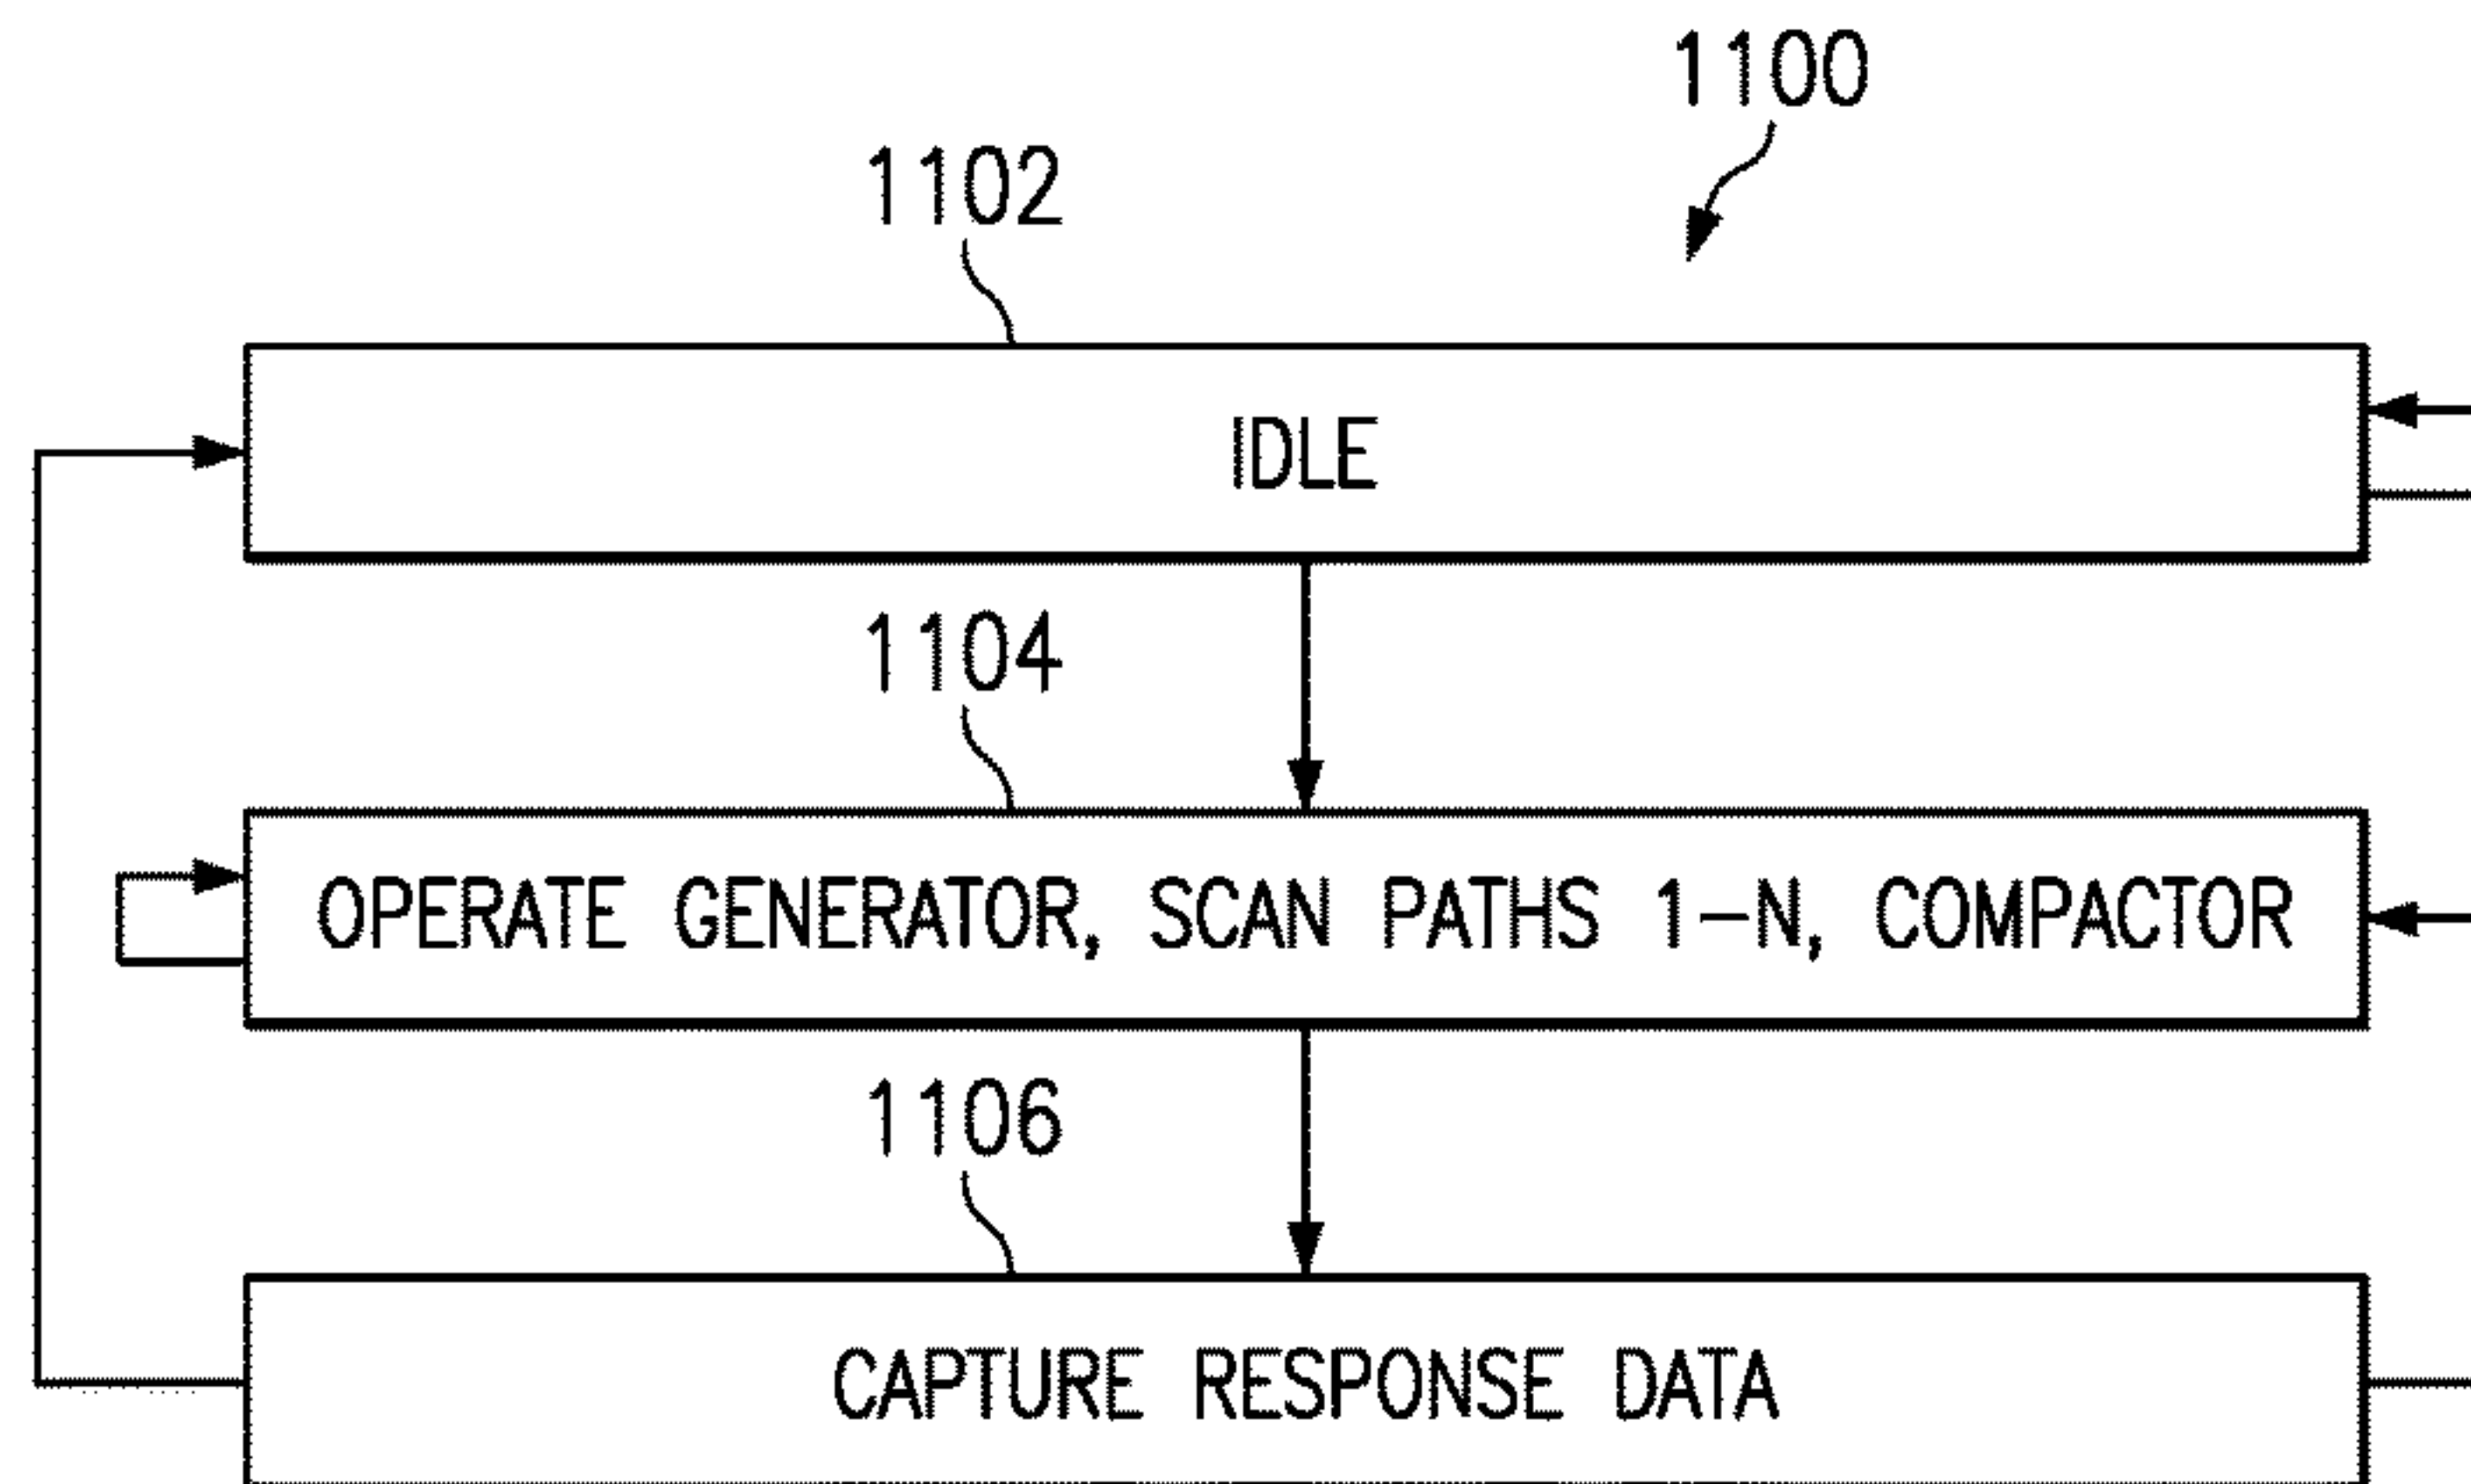 1100
1102
IDLE
1104
OPERATE GENERATOR, SCAN PATHS 1–N, COMPACTOR
1106
CAPTURE RESPONSE DATA